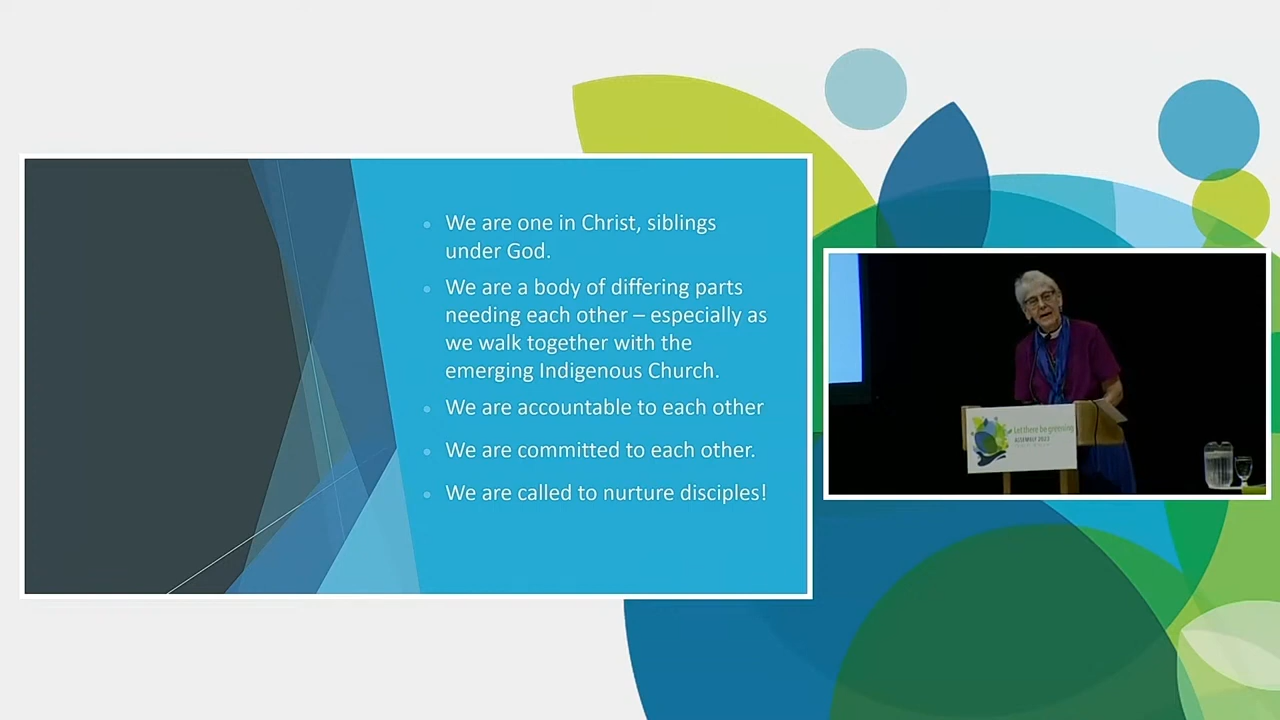 We are one in Christ, siblings
under God.
We are a body of differing parts
needing each other – especially as
we walk together with the
emerging Indigenous Church.
We are accountable to each other
We are committed to each other.
We are called to nurture disciples!
Let there be greening
ASSEMBLY 2023